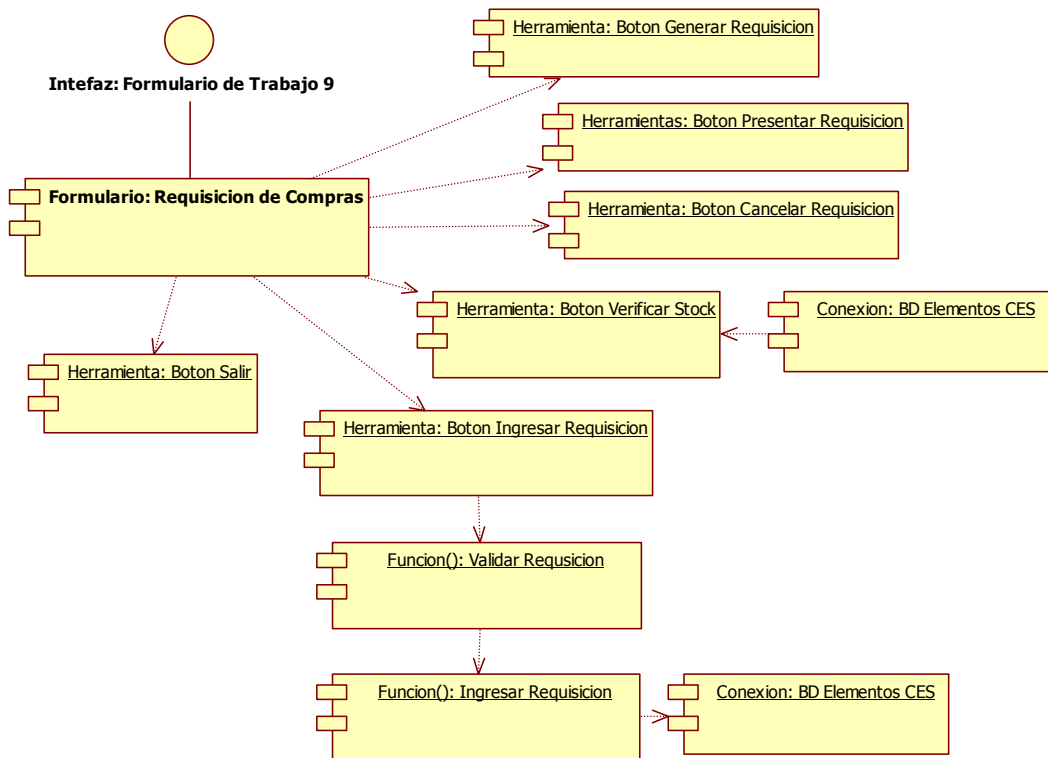 Herramienta: Boton Generar Requisicion
Intefaz: Formulario de Trabajo 9
Herramientas: Boton Presentar Requisicion
Formulario: Requisicion de Compras
Herramienta: Boton Cancelar Requisicion
Herramienta: Boton Verificar Stock
Conexion: BD Elementos CES
Herramienta: Boton Salir
Herramienta: Boton Ingresar Requisicion
Funcion(): Validar Requsicion
Funcion(): Ingresar Requisicion
Conexion: BD Elementos CES